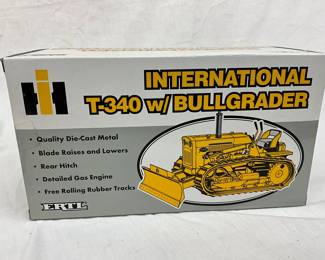 INTERNATIONAL
T-340 w/ BULLGRADER
IH
• Quality Die-Cast Metal
• Blade Raises and Lowers
• Rear Hitch
• Detailed Gas Engine
• Free Rolling Rubber Tracks
ERTL